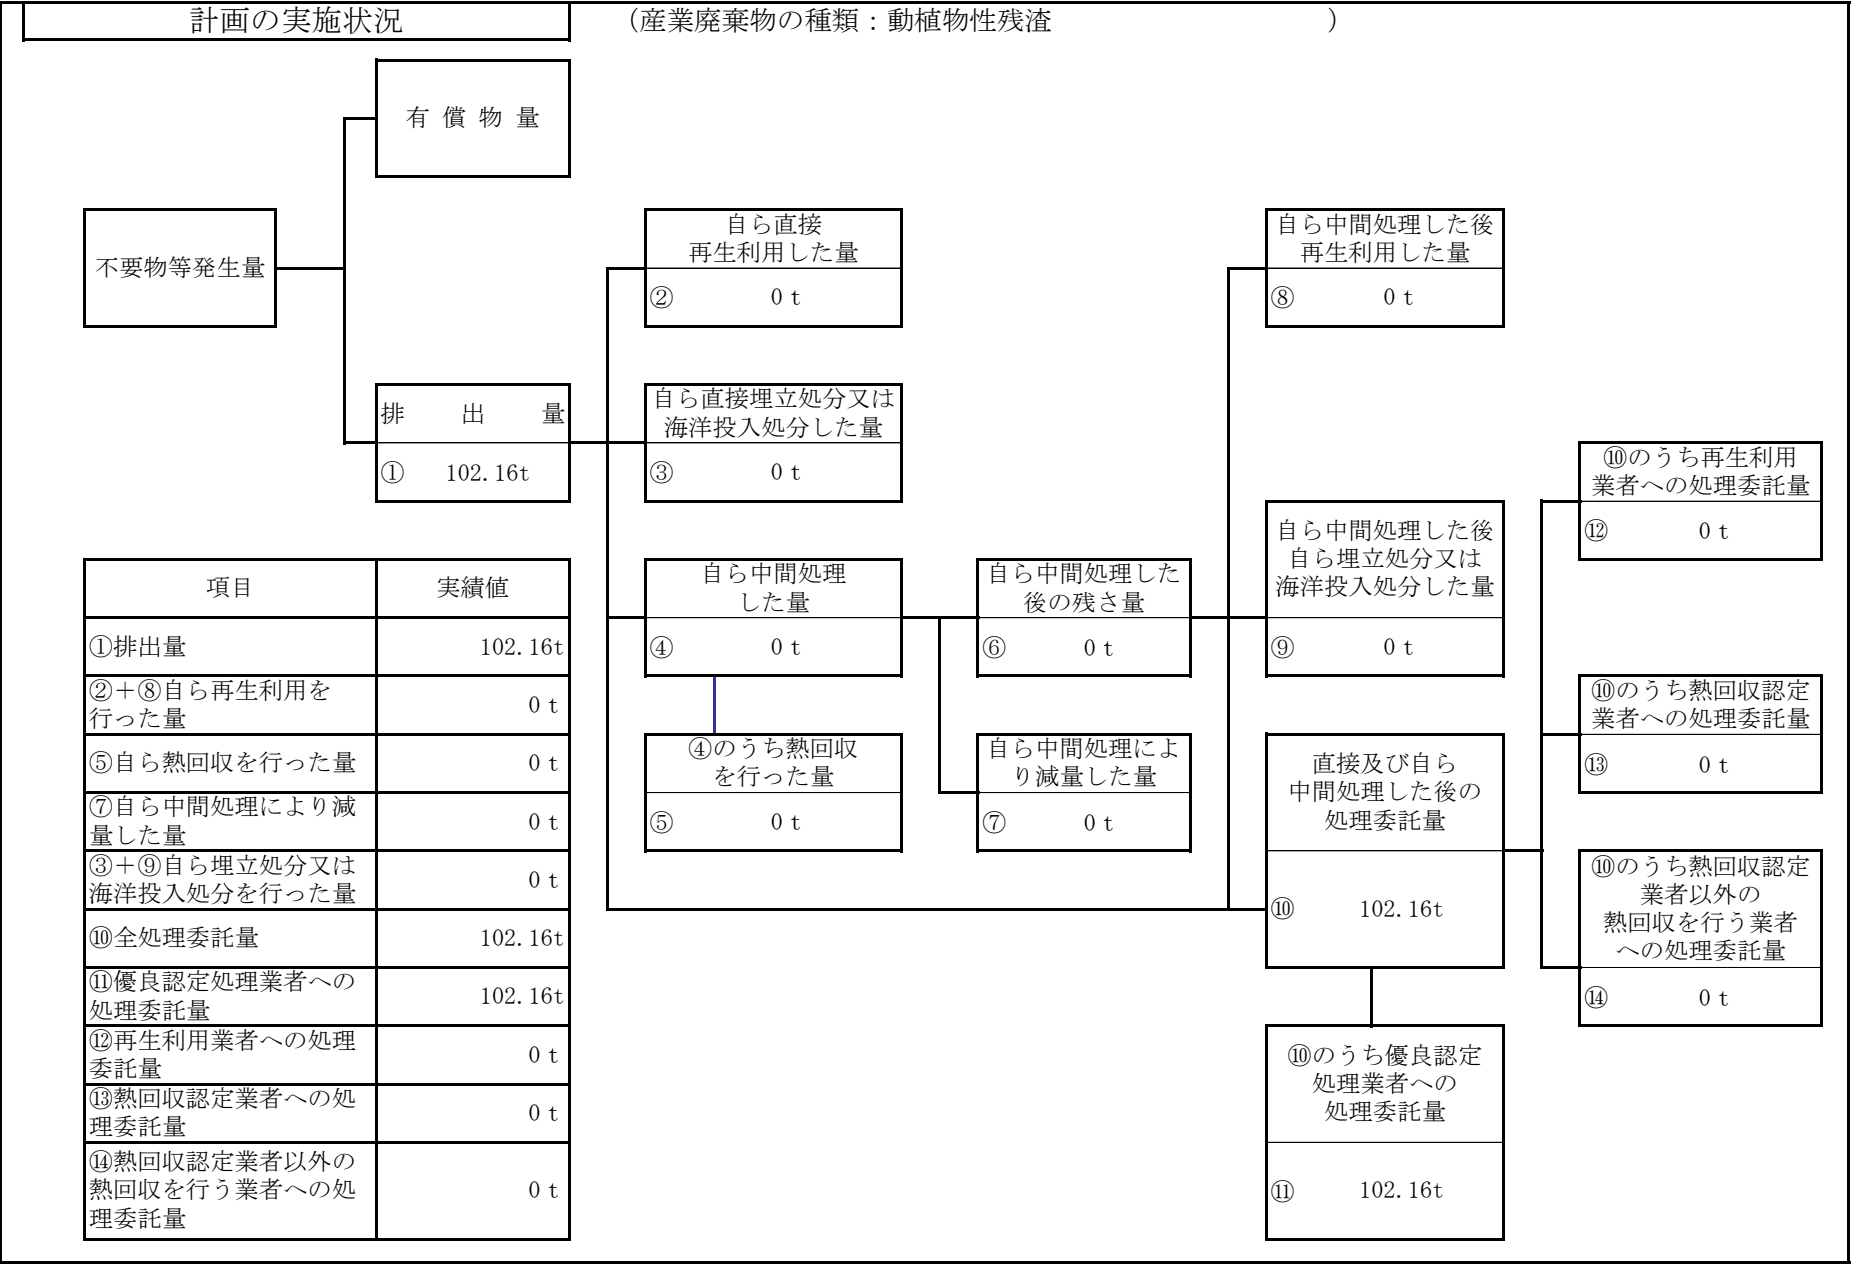 計画の実施状況
（産業廃棄物の種類：動植物性残渣　　　　　　　　　　）
有 償 物 量
不要物等発生量
自ら直接
再生利用した量
② 0 t
自ら中間処理した後
再生利用した量
⑧ 0 t
排 出 量
① 102.16t
自ら直接埋立処分又は
海洋投入処分した量
③ 0 t
⑩のうち再生利用
業者への処理委託量
⑫ 0 t
自ら中間処理した後
自ら埋立処分又は
海洋投入処分した量
⑨ 0 t
自ら中間処理
した量
④ 0 t
自ら中間処理した
後の残さ量
⑥ 0 t
④のうち熱回収
を行った量
⑤ 0 t
自ら中間処理によ
り減量した量
⑦ 0 t
⑩のうち熱回収認定
業者への処理委託量
⑬ 0 t
直接及び自ら
中間処理した後の
処理委託量
⑩ 102.16t
⑩のうち熱回収認定
業者以外の
熱回収を行う業者
への処理委託量
⑭ 0 t
⑩のうち優良認定
処理業者への
処理委託量
⑪ 102.16t
項目 実績値
①排出量 102.16t
②＋⑧自ら再生利用を
行った量 0 t
⑤自ら熱回収を行った量 0 t
⑦自ら中間処理により減
量した量 0 t
③＋⑨自ら埋立処分又は
海洋投入処分を行った量 0 t
⑩全処理委託量 102.16t
⑪優良認定処理業者への
処理委託量 102.16t
⑫再生利用業者への処理
委託量 0 t
⑬熱回収認定業者への処
理委託量 0 t
⑭熱回収認定業者以外の
熱回収を行う業者への処
理委託量 0 t